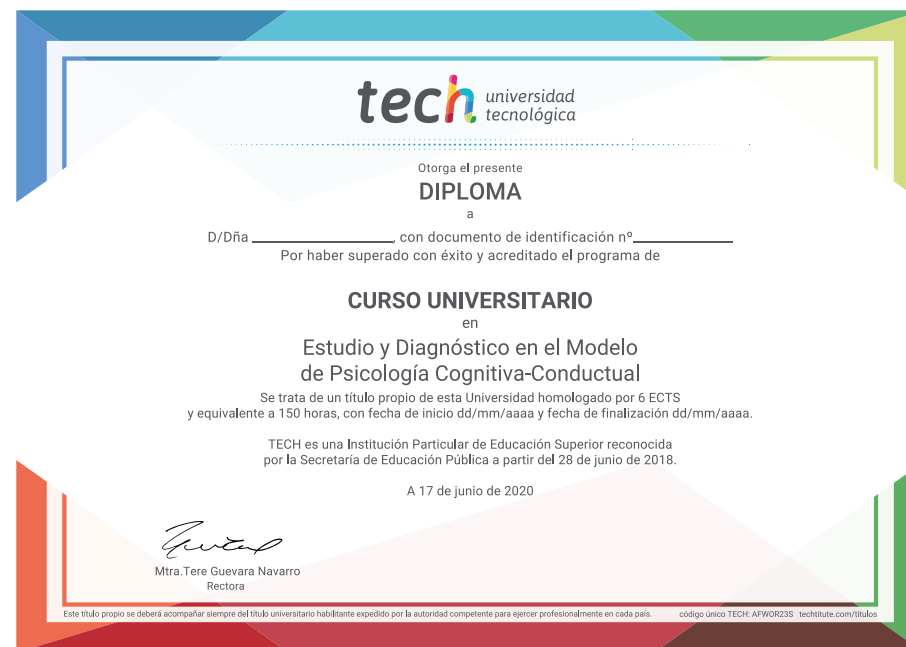 tech universidad
tecnológica
Otorga el presente
DIPLOMA
a
D/Dña ____________, con documento de identificación nº____________
Por haber superado con éxito y acreditado el programa de
CURSO UNIVERSITARIO
en
Estudio y Diagnóstico en el Modelo
de Psicología Cognitiva-Conductual
Se trata de un título propio de esta Universidad homologado por 6 ECTS
y equivalente a 150 horas, con fecha de inicio dd/mm/aaaa y fecha de finalización dd/mm/aaaa.
TECH es una Institución Particular de Educación Superior reconocida
por la Secretaría de Educación Pública a partir del 28 de junio de 2018.
A 17 de junio de 2020
Mtra.Tere Guevara Navarro
Rectora
Este título propio se deberá acompañar siempre del título universitario habilitante expedido por la autoridad competente para ejercer profesionalmente en cada país. código único TECH: AFWOR23S techtitute.com/títulos